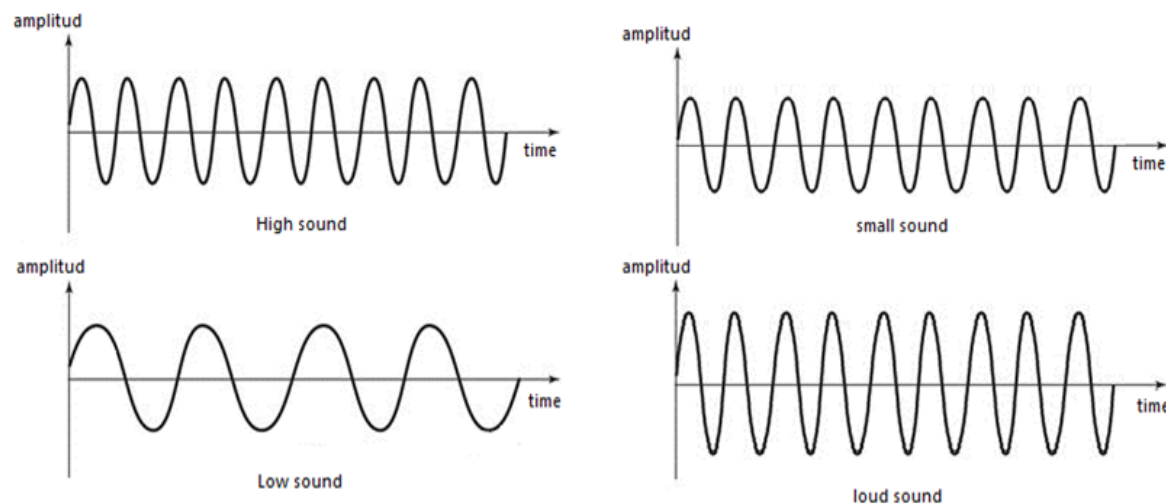 amplitud
time
High sound
amplitud
time
small sound
amplitud
time
Low sound
amplitud
time
loud sound